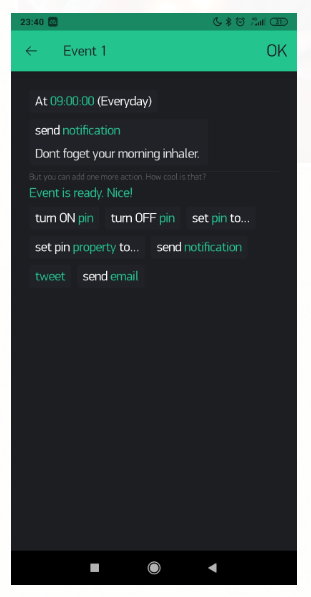 23:40
31
Event 1
OK
At 09:00:00 (Everyday)
send notification
Dont foget your morning inhaler.
But you can add one more action. How cool is that?
Event is ready. Nice!
turn ON pin turn OFF pin set pin to...
set pin property to... send notification
tweet send email